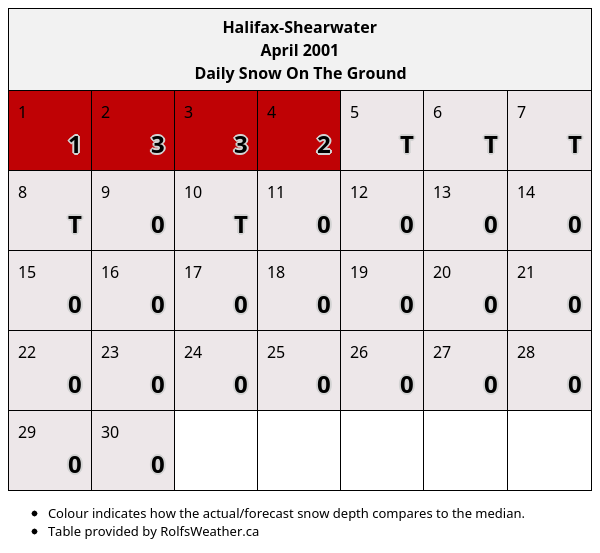 Halifax-Shearwater
April 2001
Daily Snow On The Ground
1 2 3 4 5 6 7
1 3 3 2 T T T
8 9 10 11 12 13 14
T 0 T 0 0 0 0
15 16 17 18 19 20 21
0 0 0 0 0 0 0
22 23 24 25 26 27 28
0 0 0 0 0 0 0
29 30
0 0
• Colour indicates how the actual/forecast snow depth compares to the median.
• Table provided by RolfsWeather.ca